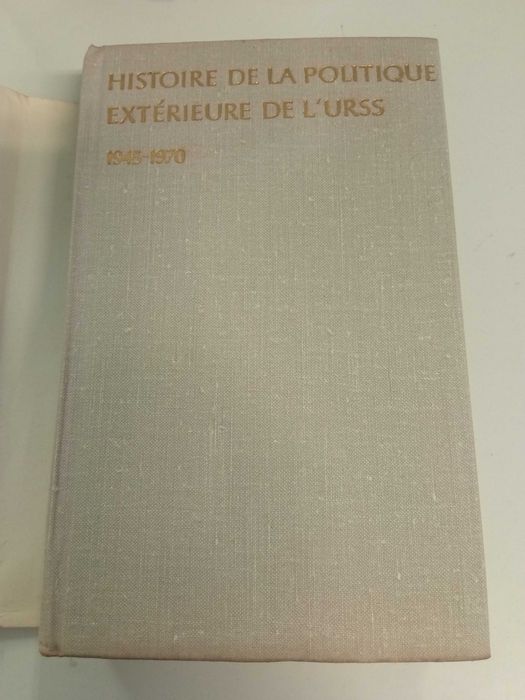 HISTOIRE DE LA POLITIQUE
EXTÉRIEURE DE L'URSS
1945-1970